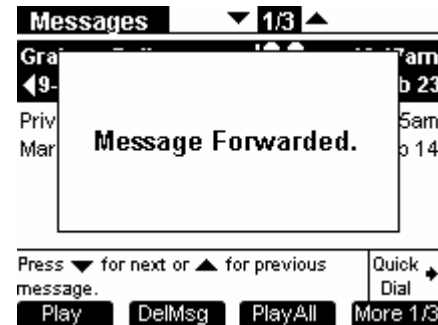 Messages ▼ 1/3 ▲
Message Forwarded.
Press ▼ for next or ▲ for previous
message.
Quick
Dial
Play DelMsg PlayAll More 1/3